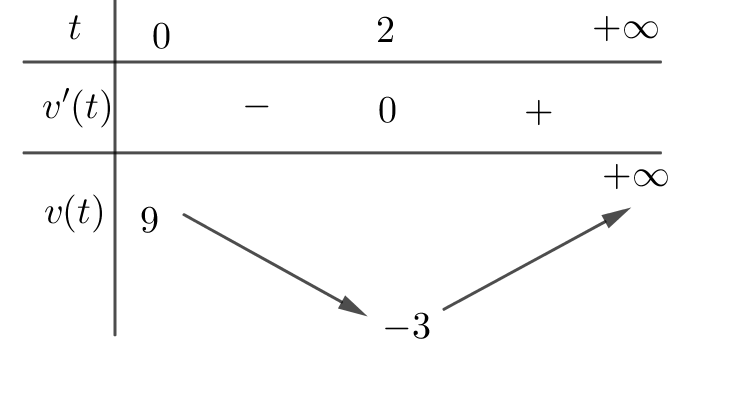 t 0 2 +∞
v′(t) − 0 +
+∞
v(t) 9
−3